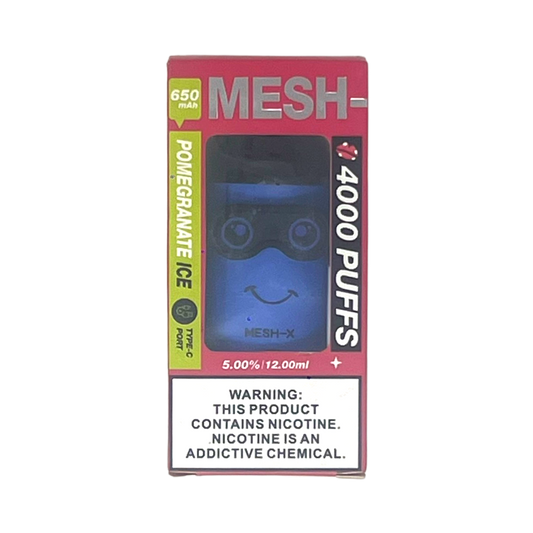 650
mAh
MESH-
POMEGRANATE ICE
TYPE-C
PORT
4000 PUFFS
MESH-X
5.00%/12.00ml
WARNING:
THIS PRODUCT
CONTAINS NICOTINE.
NICOTINE IS AN
ADDICTIVE CHEMICAL.